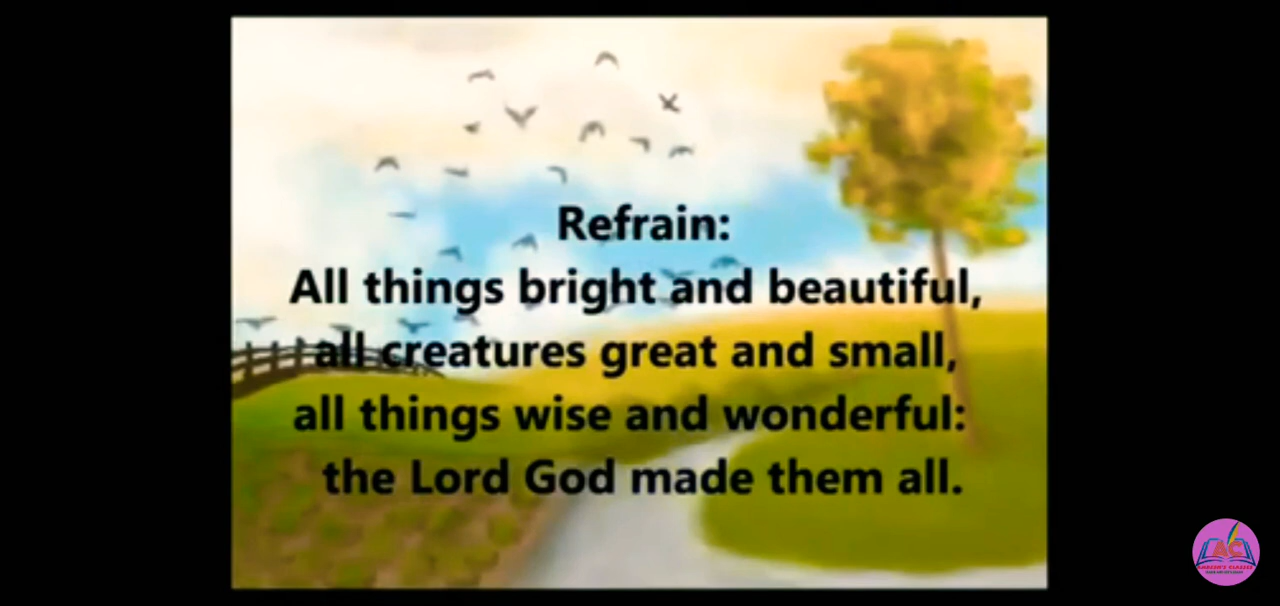 Refrain:
All things bright and beautiful,
all creatures great and small,
all things wise and wonderful:
the Lord God made them all.
AC